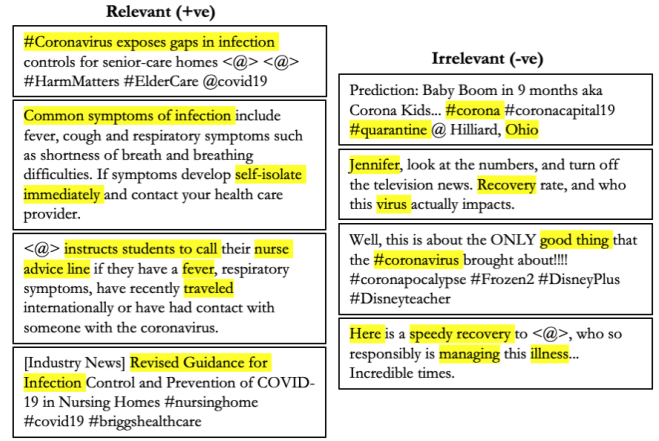 Relevant (+ve)
#Coronavirus exposes gaps in infection
controls for senior-care homes <@> <@>
#HarmMatters #ElderCare @covid19
Common symptoms of infection include
fever, cough and respiratory symptoms such
as shortness of breath and breathing
difficulties. If symptoms develop self-isolate
immediately and contact your health care
provider.
<@> instructs students to call their nurse
advice line if they have a fever, respiratory
symptoms, have recently traveled
internationally or have had contact with
someone with the coronavirus.
[Industry News] Revised Guidance for
Infection Control and Prevention of COVID-
19 in Nursing Homes #nursinghome
#covid19 #briggshealthcare
Irrelevant (-ve)
Prediction: Baby Boom in 9 months aka
Corona Kids... #corona #coronacapital19
#quarantine @ Hilliard, Ohio
Jennifer, look at the numbers, and turn off
the television news. Recovery rate, and who
this virus actually impacts.
Well, this is about the ONLY good thing that
the #coronavirus brought about!!!!
#coronapocalypse #Frozen2 #DisneyPlus
#Disneyteacher
Here is a speedy recovery to <@>, who so
responsibly is managing this illness...
Incredible times.